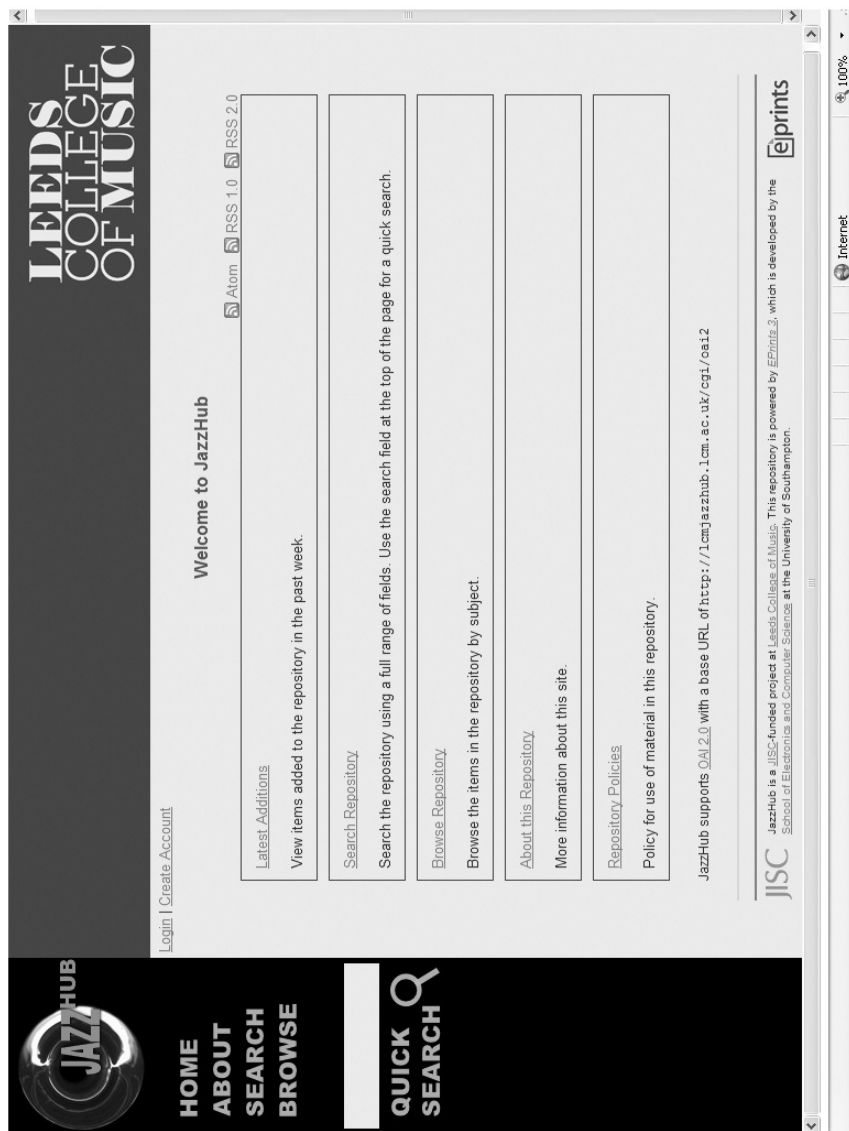 JAZZHUB
HOME
ABOUT
SEARCH
BROWSE
QUICK
SEARCH
LEEDS
COLLEGE
OF MUSIC
Login | Create Account
Welcome to JazzHub
Atom RSS 1.0 RSS 2.0
Latest Additions
View items added to the repository in the past week.
Search Repository
Search the repository using a full range of fields. Use the search field at the top of the page for a quick search.
Browse Repository
Browse the items in the repository by subject.
About this Repository
More information about this site.
Repository Policies
Policy for use of material in this repository.
JazzHub supports OAI 2.0 with a base URL of http://lcmjazzhub.lcm.ac.uk/cgi/oai2
JISC
JazzHub is a JISC-funded project at Leeds College of Music. This repository is powered by EPrints 3, which is developed by the
School of Electronics and Computer Science at the University of Southampton.
eprints
Internet
100%